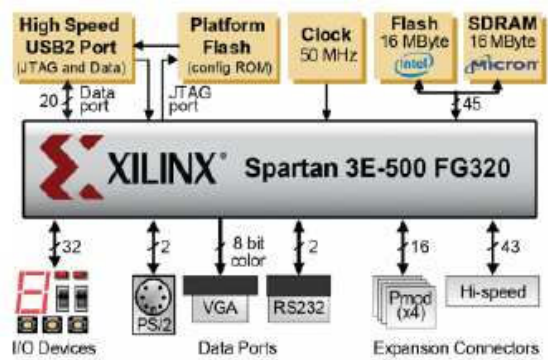 High Speed
USB2 Port
(JTAG and Data)
Platform
Flash
(config ROM)
Clock
50 MHz
Flash
16 MByte
intel
SDRAM
16 MByte
Micron
20
Data
port
JTAG
port
45
XILINX® Spartan 3E-500 FG320
32
2
8 bit
color
2
16
43
PS/2
VGA
RS232
Pmod
(x4)
Hi-speed
I/O Devices
Data Ports
Expansion Connectors